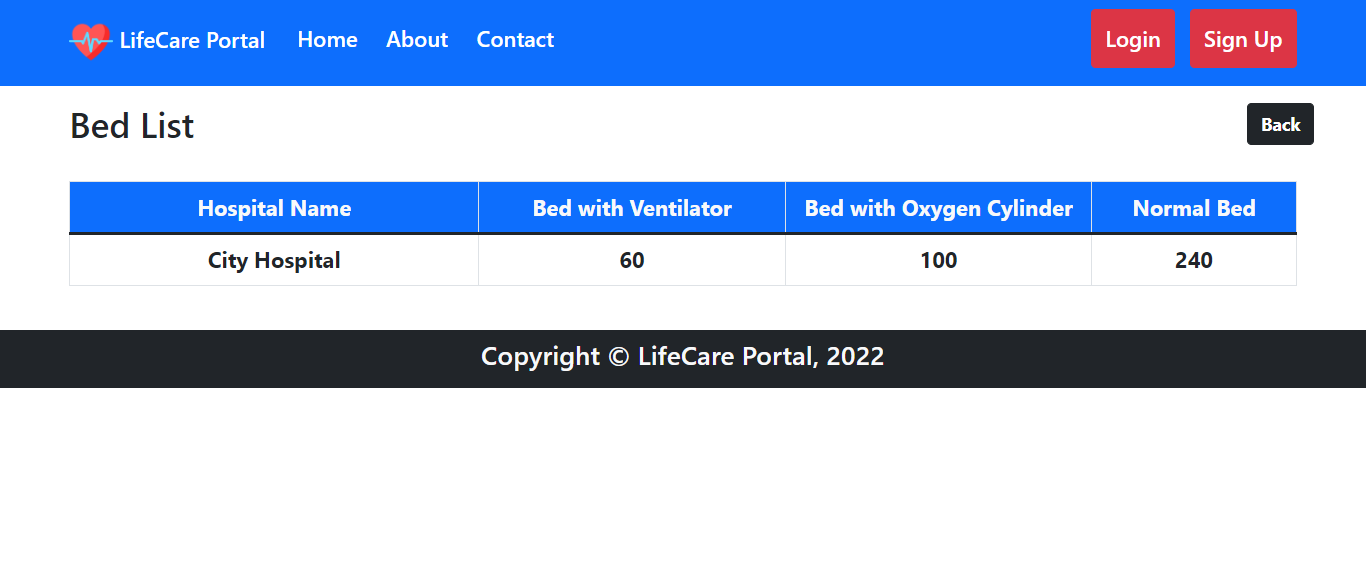 LifeCare Portal Home About Contact Login Sign Up
Bed List Back
Hospital Name Bed with Ventilator Bed with Oxygen Cylinder Normal Bed
City Hospital 60 100 240
Copyright © LifeCare Portal, 2022